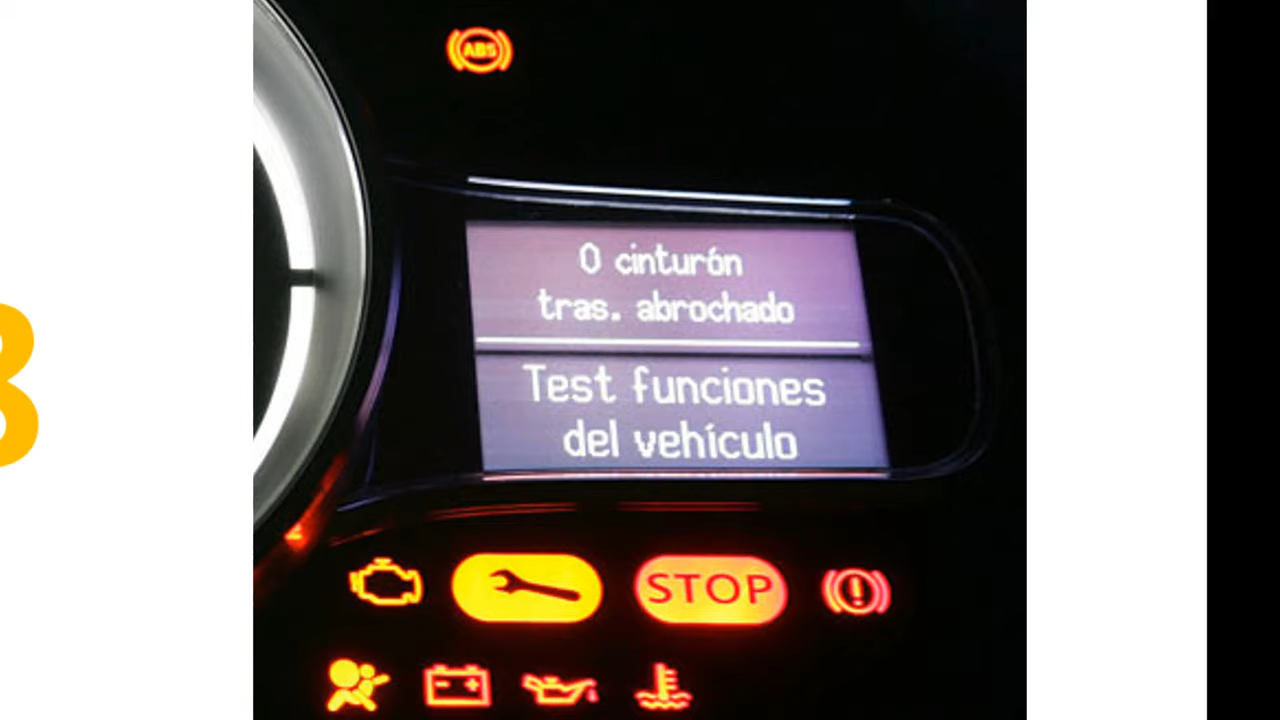 ABS
0 cinturón
tras. abrochado
Test funciones
del vehículo
STOP